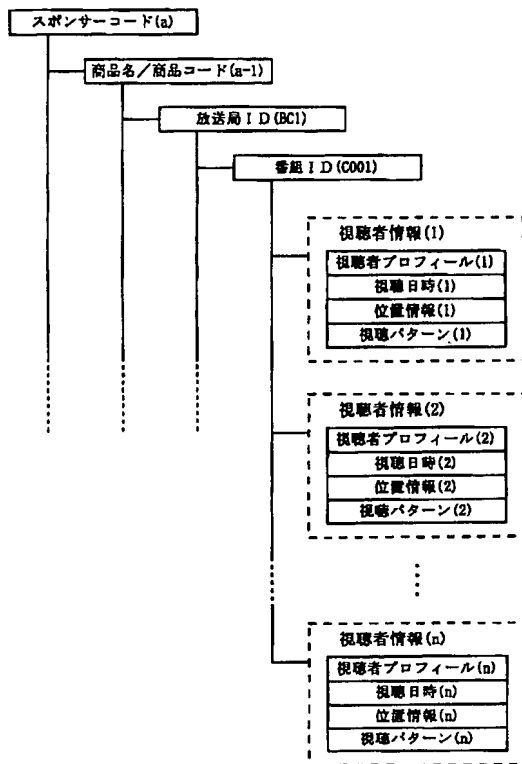 スポンサーコード(a)
商品名／商品コード(a-1)
放送局ＩＤ(BC1)
番組ＩＤ(C001)
視聴者情報(1)
視聴者プロフィール(1)
視聴日時(1)
位置情報(1)
視聴パターン(1)
視聴者情報(2)
視聴者プロフィール(2)
視聴日時(2)
位置情報(2)
視聴パターン(2)
視聴者情報(n)
視聴者プロフィール(n)
視聴日時(n)
位置情報(n)
視聴パターン(n)